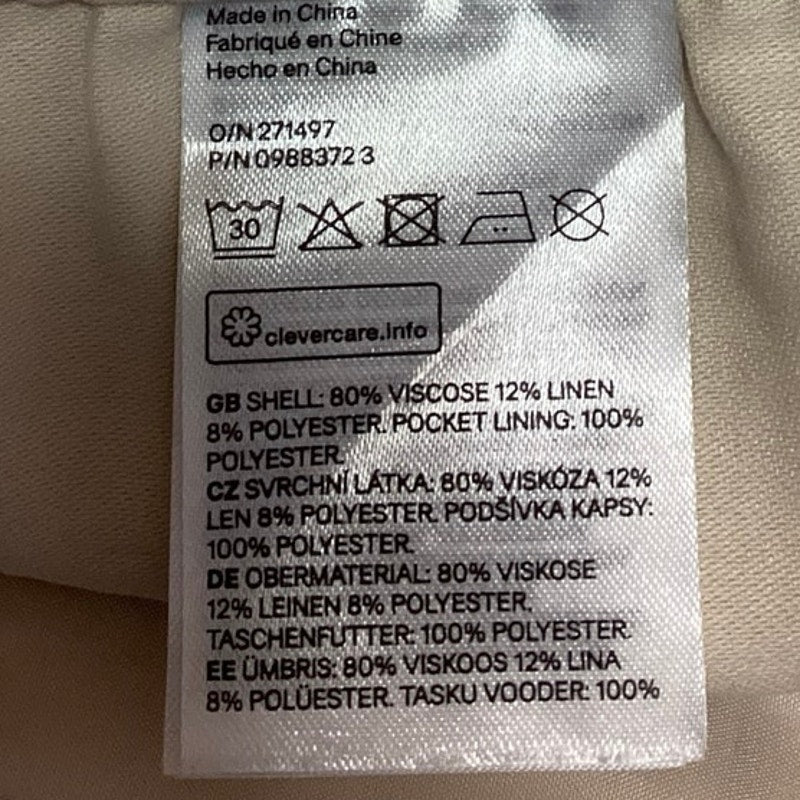 Made in China
Fabriqué en Chine
Hecho en China
O/N 271497
P/N 0988372 3
30
clevercare.info
GB SHELL: 80% VISCOSE 12% LINEN
8% POLYESTER. POCKET LINING: 100%
POLYESTER.
CZ SVRCHNÍ LÁTKA: 80% VISKÓZA 12%
LEN 8% POLYESTER. PODŠÍVKA KAPSY:
100% POLYESTER.
DE OBERMATERIAL: 80% VISKOSE
12% LEINEN 8% POLYESTER.
TASCHENFUTTER: 100% POLYESTER.
EE ÜMBRIS: 80% VISKOOS 12% LINA
8% POLÜESTER. TASKU VOODER: 100%